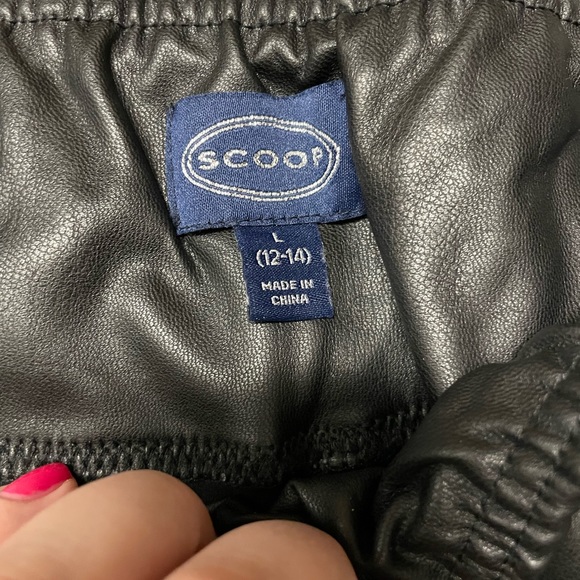 SCOOP
L
(12-14)
MADE IN
CHINA